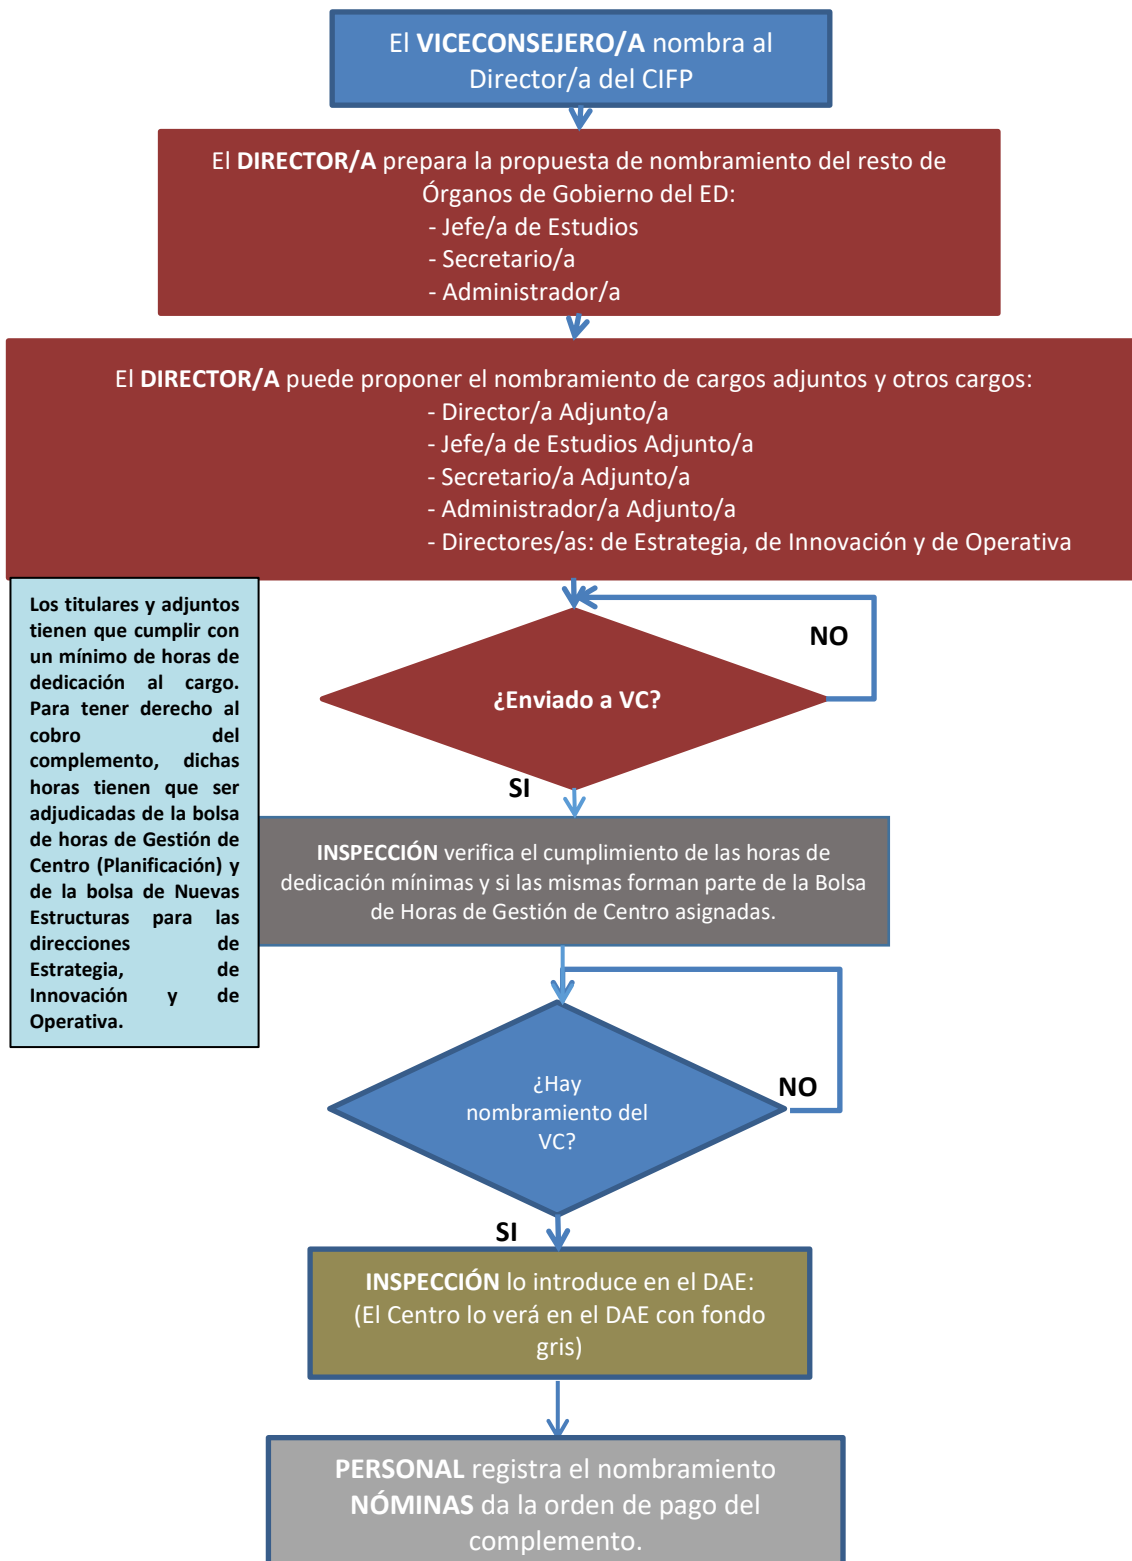 El VICECONSEJERO/A nombra al
Director/a del CIFP
El DIRECTOR/A prepara la propuesta de nombramiento del resto de
Órganos de Gobierno del ED:
- Jefe/a de Estudios
- Secretario/a
- Administrador/a
El DIRECTOR/A puede proponer el nombramiento de cargos adjuntos y otros cargos:
- Director/a Adjunto/a
- Jefe/a de Estudios Adjunto/a
- Secretario/a Adjunto/a
- Administrador/a Adjunto/a
- Directores/as: de Estrategia, de Innovación y de Operativa
Los titulares y adjuntos
tienen que cumplir con
un mínimo de horas de
dedicación al cargo.
Para tener derecho al
cobro del
complemento, dichas
horas tienen que ser
adjudicadas de la bolsa
de horas de Gestión de
Centro (Planificación) y
de la bolsa de Nuevas
Estructuras para las
direcciones de
Estrategia, de
Innovación y de
Operativa.
¿Enviado a VC?
NO
SI
INSPECCIÓN verifica el cumplimiento de las horas de
dedicación mínimas y si las mismas forman parte de la Bolsa
de Horas de Gestión de Centro asignadas.
¿Hay
nombramiento del
VC?
NO
SI
INSPECCIÓN lo introduce en el DAE:
(El Centro lo verá en el DAE con fondo
gris)
PERSONAL registra el nombramiento
NÓMINAS da la orden de pago del
complemento.